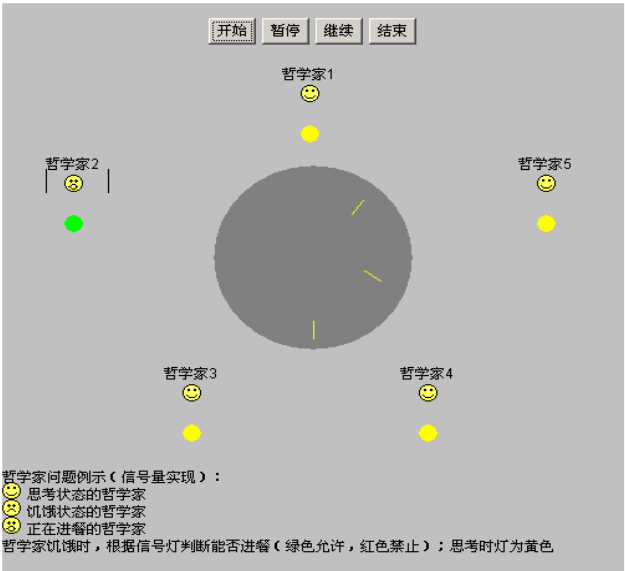 开始 暂停 继续 结束
哲学家1
哲学家2
哲学家5
哲学家3
哲学家4
哲学家问题例示(信号量实现):
思考状态的哲学家
饥饿状态的哲学家
正在进餐的哲学家
哲学家饥饿时,根据信号灯判断能否进餐(绿色允许,红色禁止);思考时灯为黄色